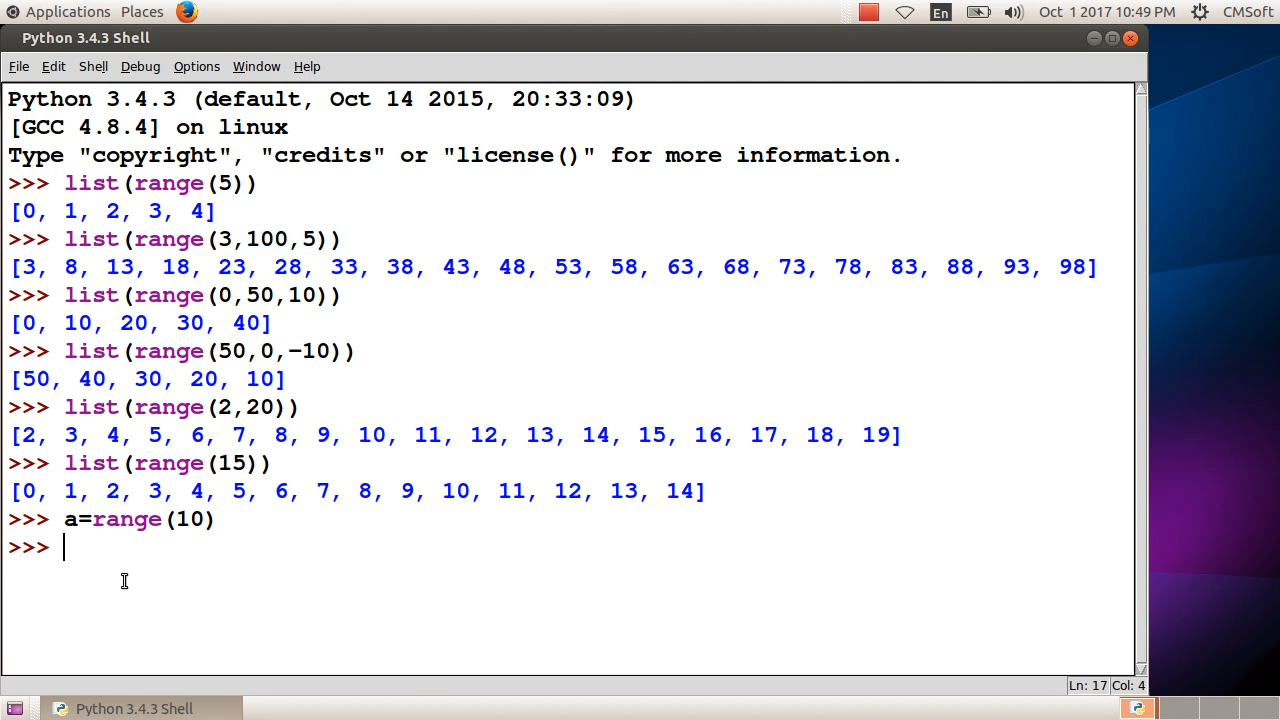 Applications Places En Oct 1 2017 10:49 PM CMSoft
Python 3.4.3 Shell
File Edit Shell Debug Options Window Help
Python 3.4.3 (default, Oct 14 2015, 20:33:09)
[GCC 4.8.4] on linux
Type "copyright", "credits" or "license()" for more information.
>>> list(range(5))
[0, 1, 2, 3, 4]
>>> list(range(3,100,5))
[3, 8, 13, 18, 23, 28, 33, 38, 43, 48, 53, 58, 63, 68, 73, 78, 83, 88, 93, 98]
>>> list(range(0,50,10))
[0, 10, 20, 30, 40]
>>> list(range(50,0,-10))
[50, 40, 30, 20, 10]
>>> list(range(2,20))
[2, 3, 4, 5, 6, 7, 8, 9, 10, 11, 12, 13, 14, 15, 16, 17, 18, 19]
>>> list(range(15))
[0, 1, 2, 3, 4, 5, 6, 7, 8, 9, 10, 11, 12, 13, 14]
>>> a=range(10)
>>>
Ln: 17 Col: 4
Python 3.4.3 Shell